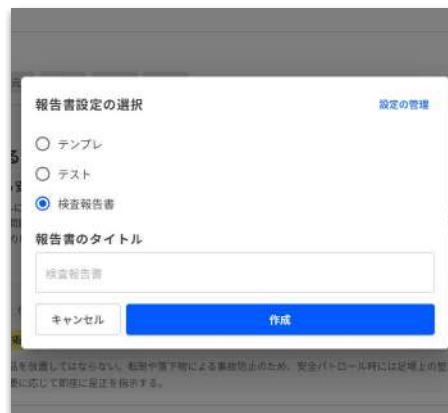 報告書設定の選択
設定の管理
テンプレ
テスト
検査報告書
報告書のタイトル
検査報告書
キャンセル
作成
品を放置してはならない。転倒や落下物による事故防止のため、安全パトロール時には足場上の整
要に応じて即座に是正を指示する。